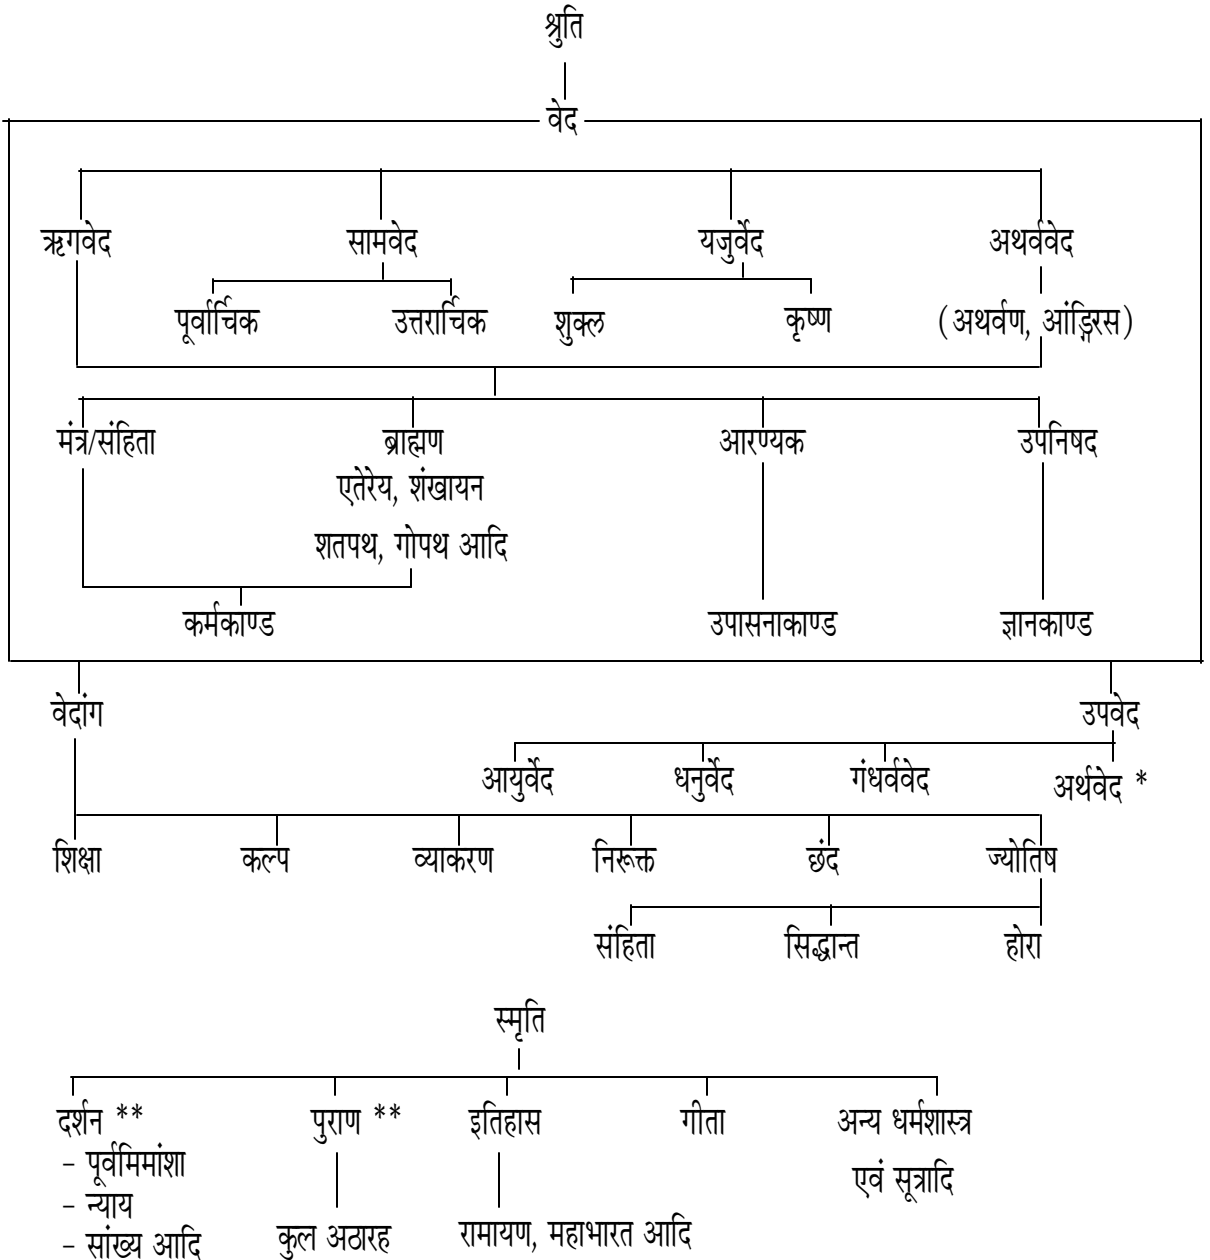 श्रुति
वेद
ऋगवेद सामवेद यजुर्वेद अथर्ववेद
पूर्वार्चिक उत्तरार्चिक शुक्ल कृष्ण (अथर्वण, आंङ्गिरस)
मंत्र/संहिता ब्राह्मण आरण्यक उपनिषद
एतेरेय, शंखायन
शतपथ, गोपथ आदि
कर्मकाण्ड उपासनाकाण्ड ज्ञानकाण्ड
वेदांग उपवेद
आयुर्वेद धनुर्वेद गंधर्ववेद अर्थवेद *
शिक्षा कल्प व्याकरण निरूक्त छंद ज्योतिष
संहिता सिद्धान्त होरा
स्मृति
दर्शन ** पुराण ** इतिहास गीता अन्य धर्मशास्त्र
- पूर्वमिमांशा एवं सूत्रादि
- न्याय
- सांख्य आदि कुल अठारह रामायण, महाभारत आदि